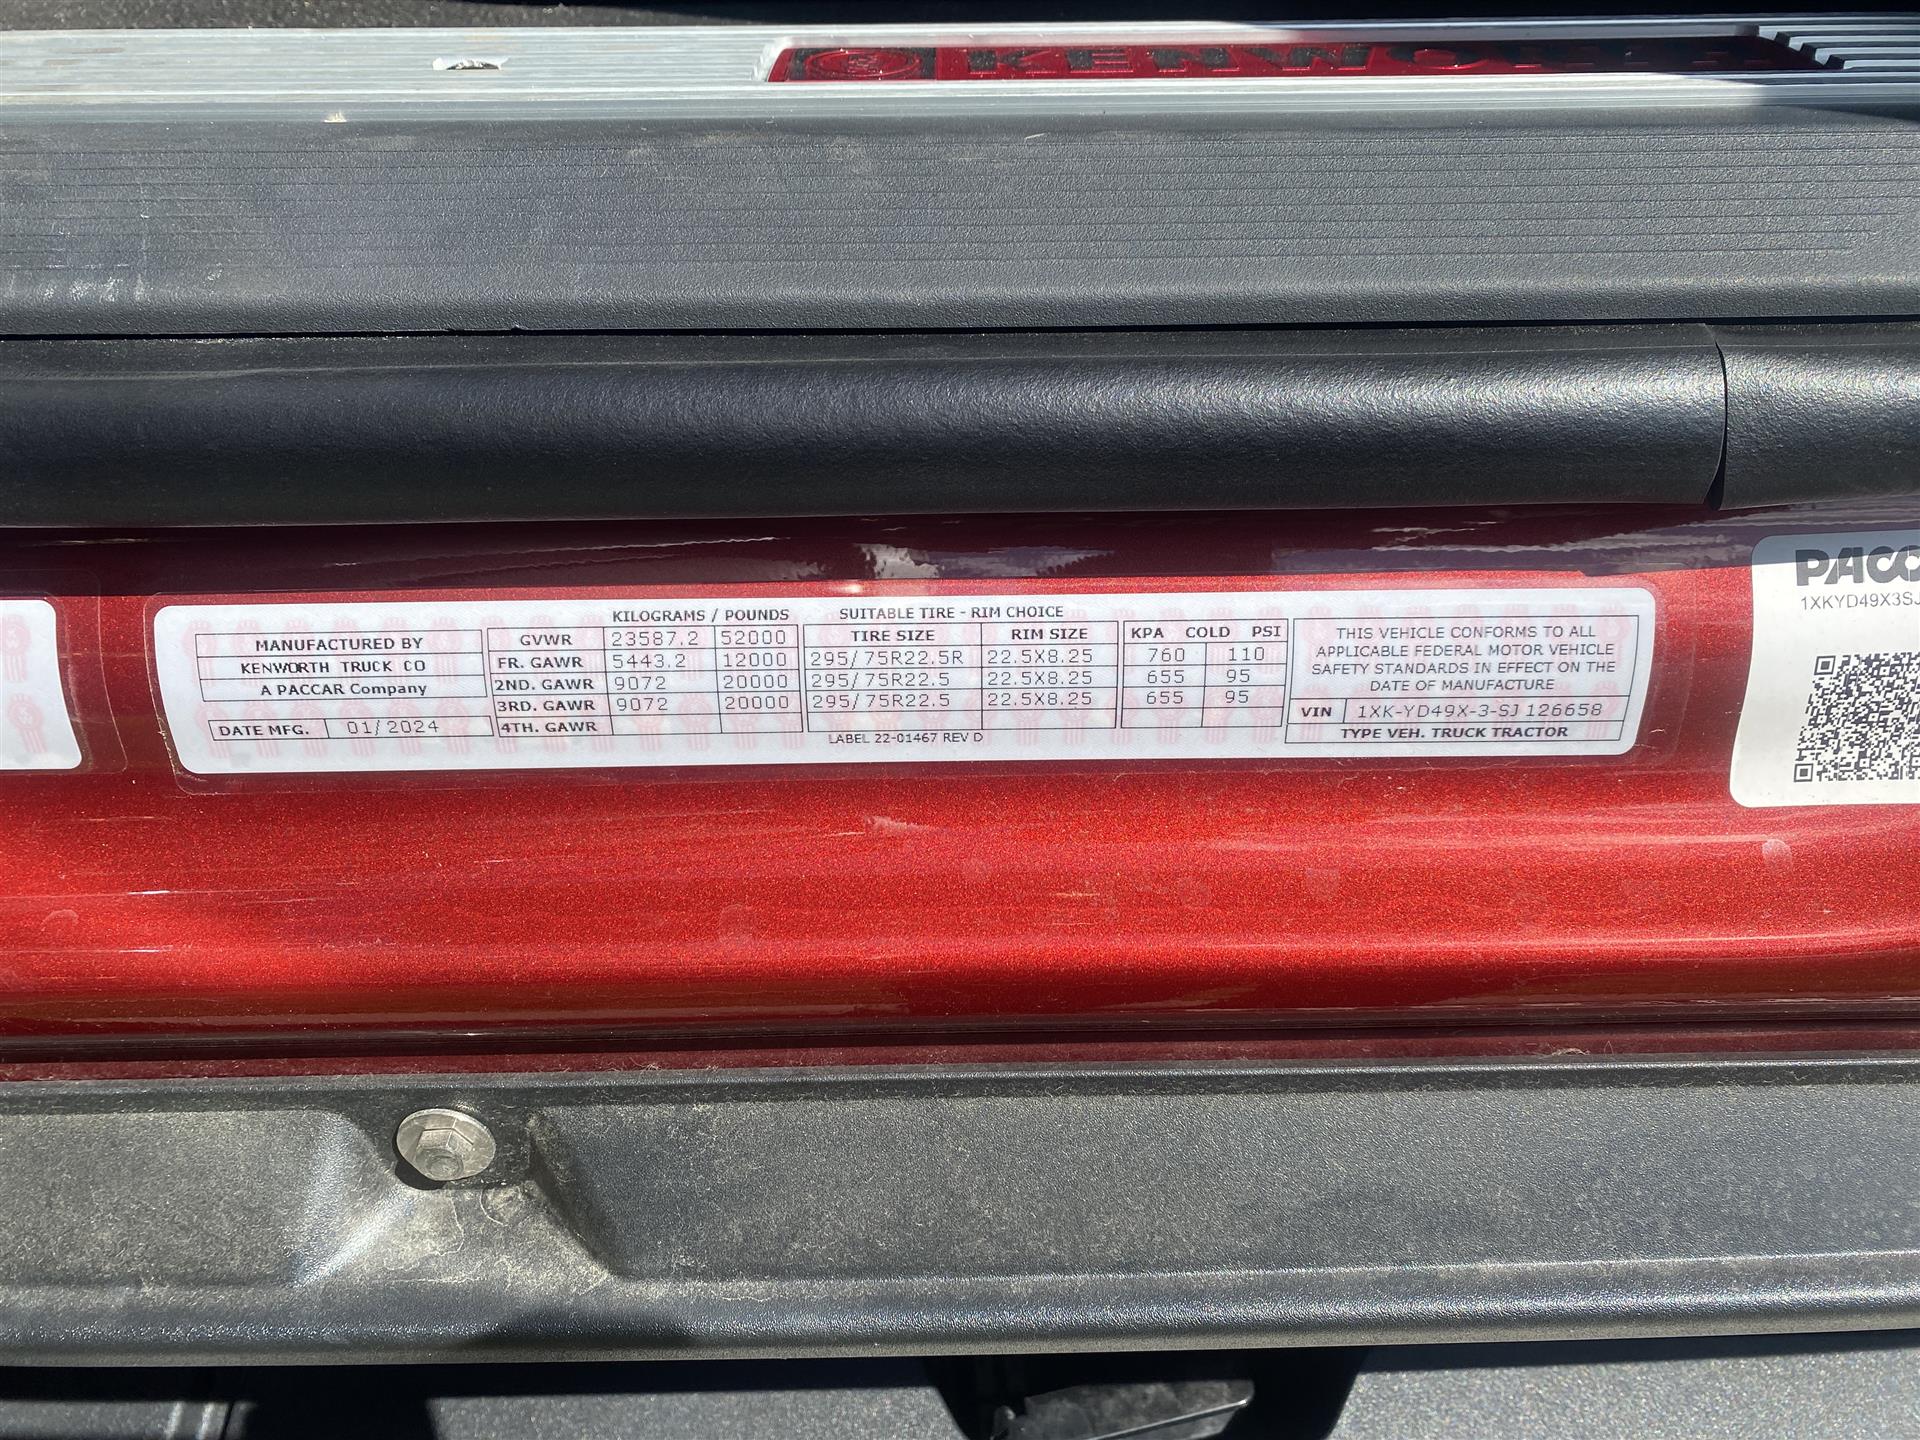 KENWORTH
KILOGRAMS / POUNDS SUITABLE TIRE - RIM CHOICE
MANUFACTURED BY
KENWORTH TRUCK CO
A PACCAR Company
DATE MFG. 01/2024
GVWR 23587.2 52000
FR. GAWR 5443.2 12000
2ND. GAWR 9072 20000
3RD. GAWR 9072 20000
4TH. GAWR
TIRE SIZE RIM SIZE
295/75R22.5R 22.5X8.25
295/75R22.5 22.5X8.25
295/75R22.5 22.5X8.25
LABEL 22-01467 REV D
KPA COLD PSI
760 110
655 95
655 95
THIS VEHICLE CONFORMS TO ALL
APPLICABLE FEDERAL MOTOR VEHICLE
SAFETY STANDARDS IN EFFECT ON THE
DATE OF MANUFACTURE
VIN 1XK-YD49X-3-SJ 126658
TYPE VEH. TRUCK TRACTOR
PACC
1XKYD49X3SJ